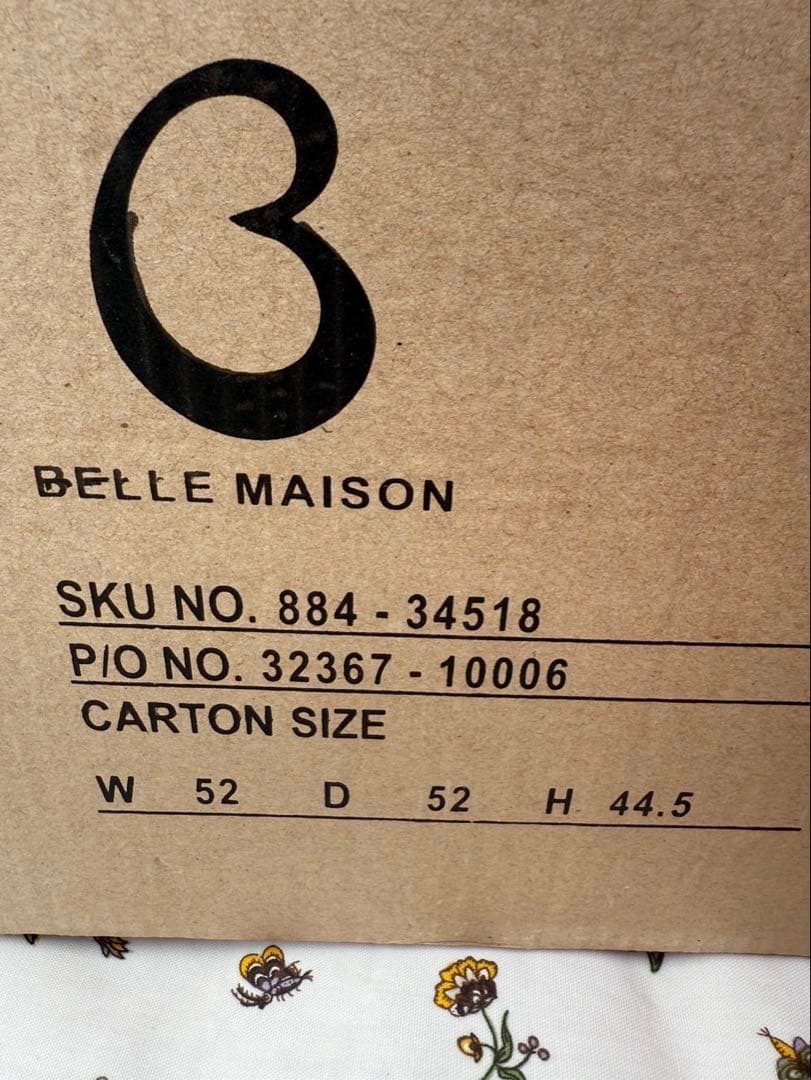 BELLE MAISON
SKU NO. 884 - 34518
P/O NO. 32367 - 10006
CARTON SIZE
W 52 D 52 H 44.5